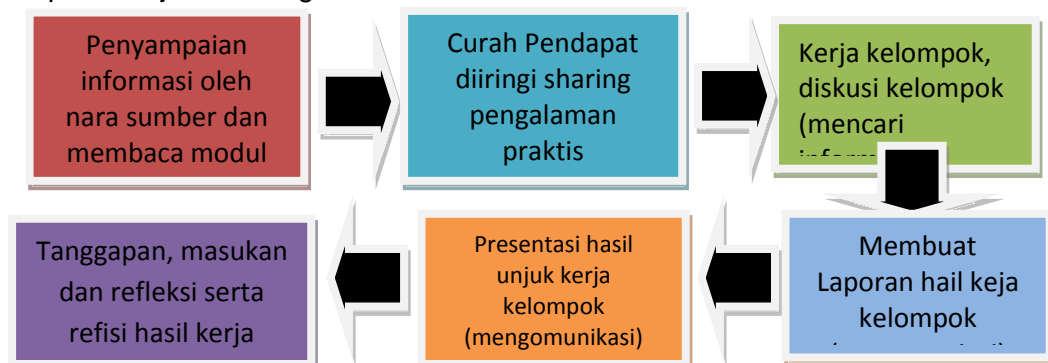 Penyampaian
informasi oleh
nara sumber dan
membaca modul
Curah Pendapat
diiringi sharing
pengalaman
praktis
Kerja kelompok,
diskusi kelompok
(mencari
Membuat
Laporan hail keja
kelompok
Presentasi hasil
unjuk kerja
kelompok
(mengomunikasi)
Tanggapan, masukan
dan refleksi serta
refisi hasil kerja